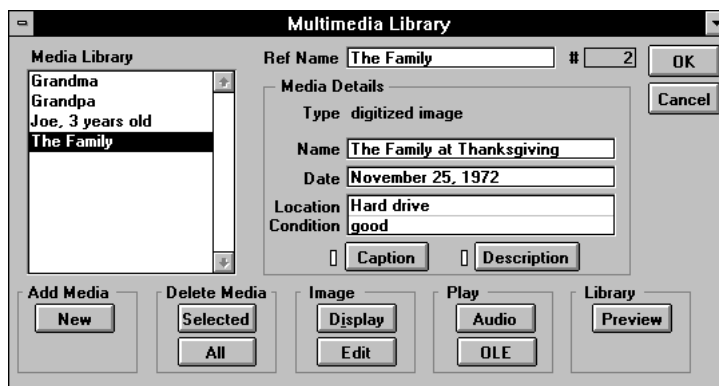 Multimedia Library
Media Library
Grandma
Grandpa
Joe, 3 years old
The Family
Ref Name The Family # 2
Media Details
Type digitized image
Name The Family at Thanksgiving
Date November 25, 1972
Location Hard drive
Condition good
Caption Description
OK
Cancel
Add Media
New
Delete Media
Selected
All
Image
Display
Edit
Play
Audio
OLE
Library
Preview